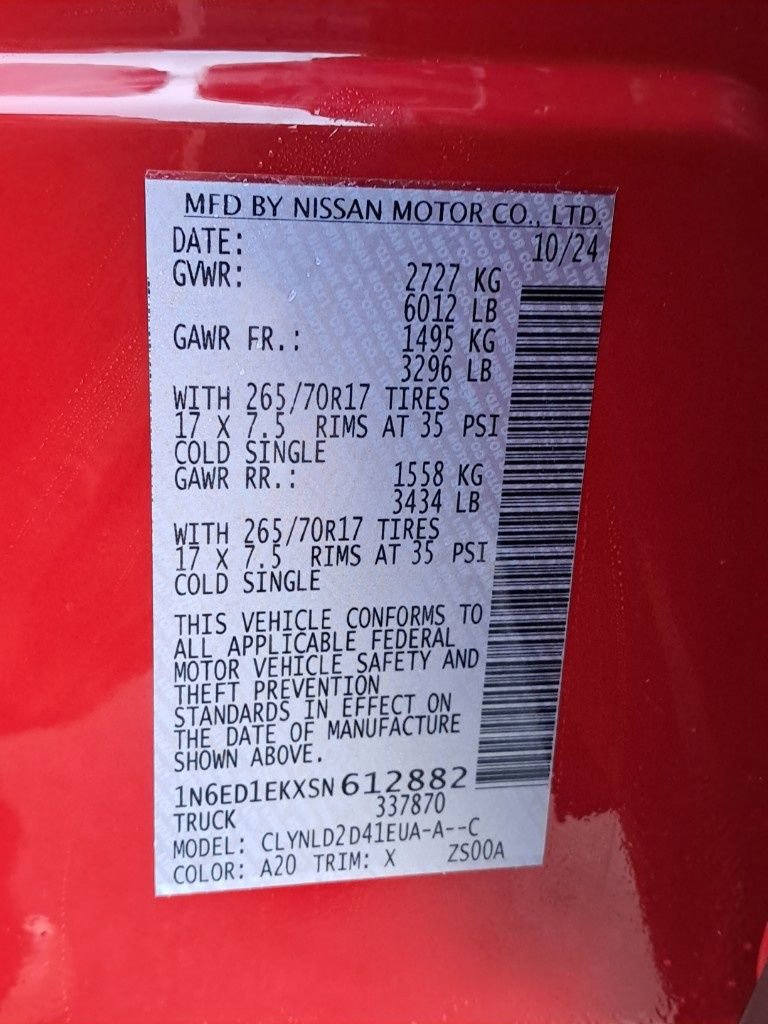 MFD BY NISSAN MOTOR CO., LTD.
DATE: 10/24
GVWR: 2727 KG
6012 LB
GAWR FR.: 1495 KG
3296 LB
WITH 265/70R17 TIRES
17 X 7.5 RIMS AT 35 PSI
COLD SINGLE
GAWR RR.: 1558 KG
3434 LB
WITH 265/70R17 TIRES
17 X 7.5 RIMS AT 35 PSI
COLD SINGLE
THIS VEHICLE CONFORMS TO
ALL APPLICABLE FEDERAL
MOTOR VEHICLE SAFETY AND
THEFT PREVENTION
STANDARDS IN EFFECT ON
THE DATE OF MANUFACTURE
SHOWN ABOVE.
1N6ED1EKXSN612882
TRUCK 337870
MODEL: CLYNLD2D41EUA-A--C
COLOR: A20 TRIM: X ZS00A